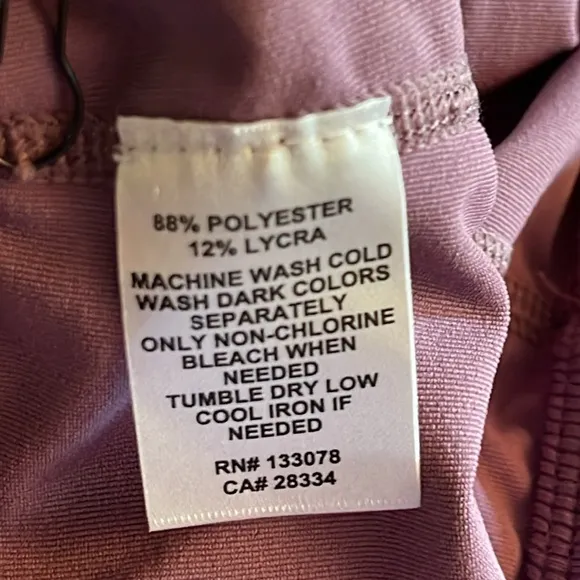 88% POLYESTER
12% LYCRA
MACHINE WASH COLD
WASH DARK COLORS
SEPARATELY
ONLY NON-CHLORINE
BLEACH WHEN
NEEDED
TUMBLE DRY LOW
COOL IRON IF
NEEDED
RN# 133078
CA# 28334